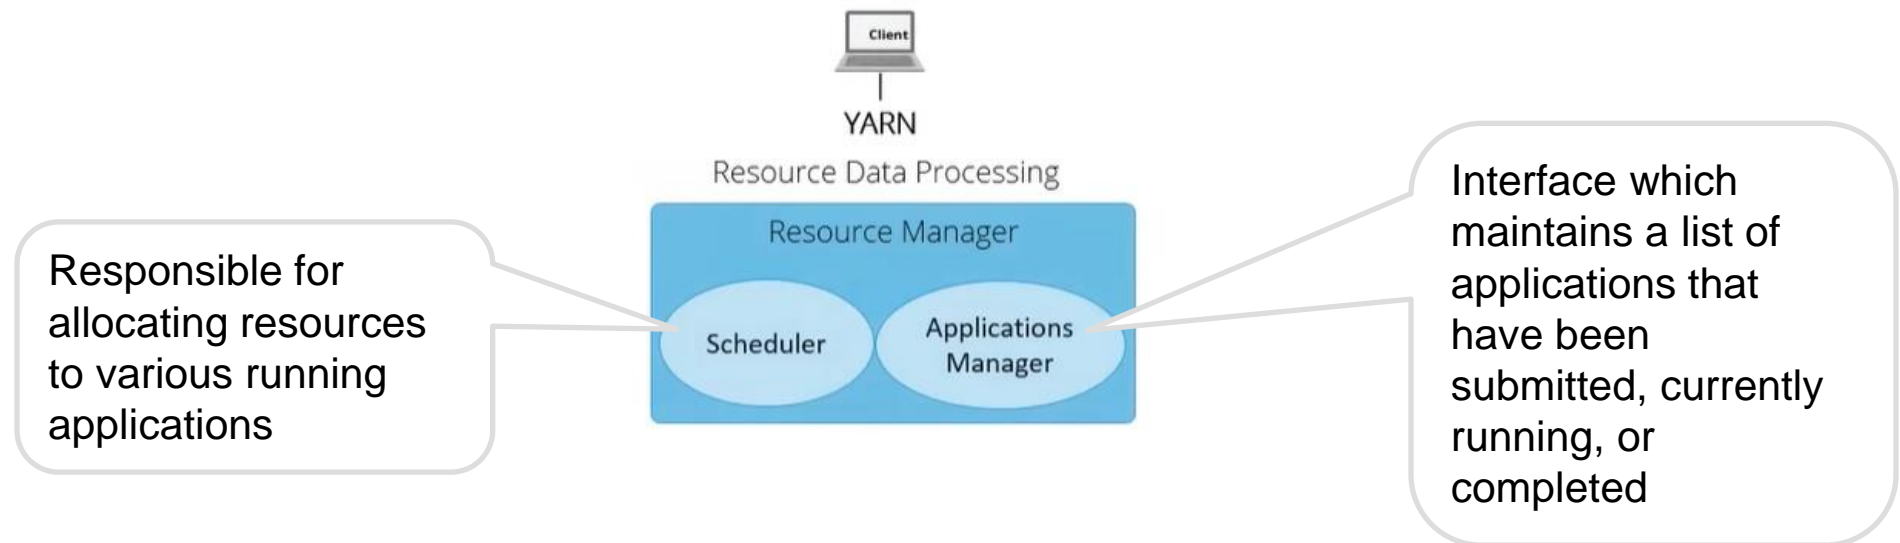 Client
YARN
Resource Data Processing
Resource Manager
Scheduler
Applications
Manager
Responsible for
allocating resources
to various running
applications
Interface which
maintains a list of
applications that
have been
submitted, currently
running, or
completed